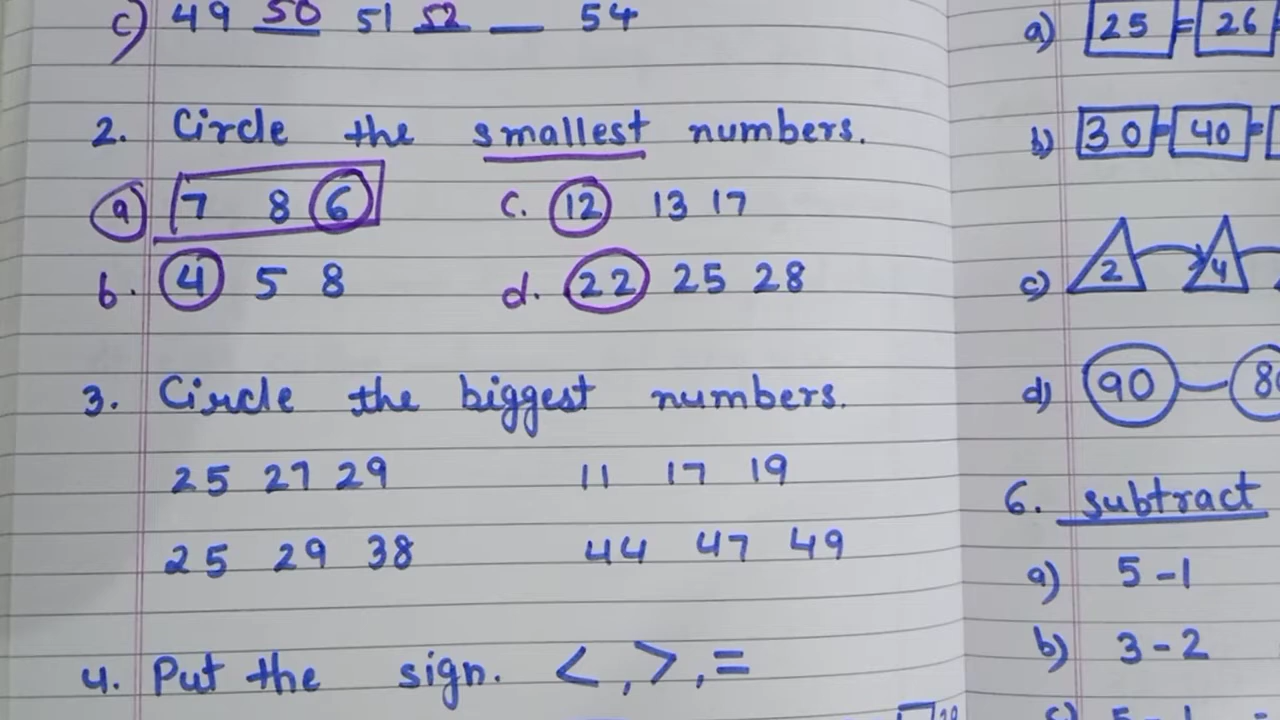 c) 49 50 51 52 __ 54
2. Circle the smallest numbers.
a) 7 8 6 c. 12 13 17
b. 4 5 8 d. 22 25 28
3. Circle the biggest numbers.
25 27 29 11 17 19
25 29 38 44 47 49
4. Put the sign. <, >, =
a) 25 = 26
b) 30 - 40 =
c) 2 4
d) 90
6. subtract
a) 5 - 1
b) 3 - 2